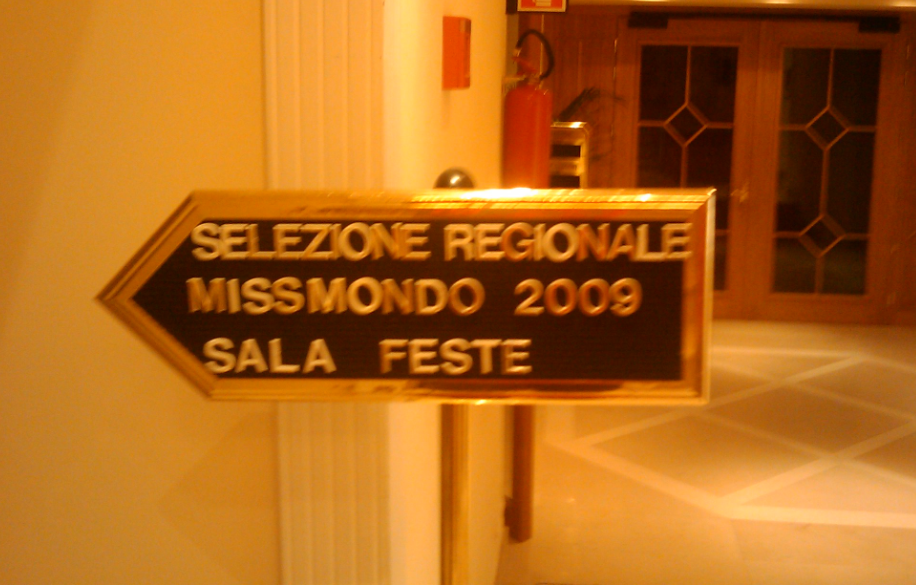 SELEZIONE REGIONALE
MISSMONDO 2009
SALA FESTE